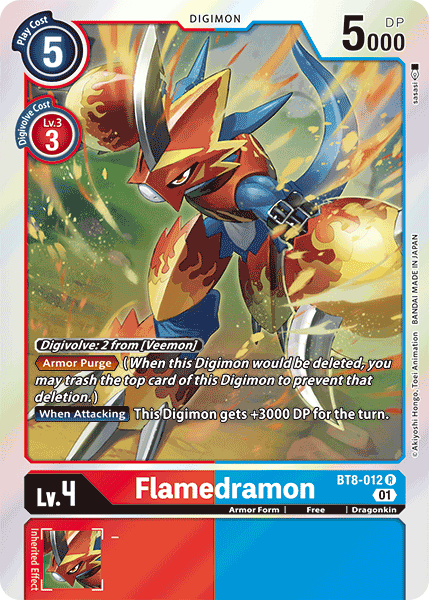 Play Cost
5
DIGIMON
DP
5000
Digivolve Cost
Lv.3
3
sasasi
Digivolve: 2 from [Veemon]
Armor Purge (When this Digimon would be deleted, you
may trash the top card of this Digimon to prevent that
deletion.)
When Attacking This Digimon gets +3000 DP for the turn.
©Akiyoshi Hongo, Toei Animation BANDAI MADE IN JAPAN
Lv.4
Flamedramon
BT8-012 R
01
Armor Form | Free | Dragonkin
Inherited Effect
-